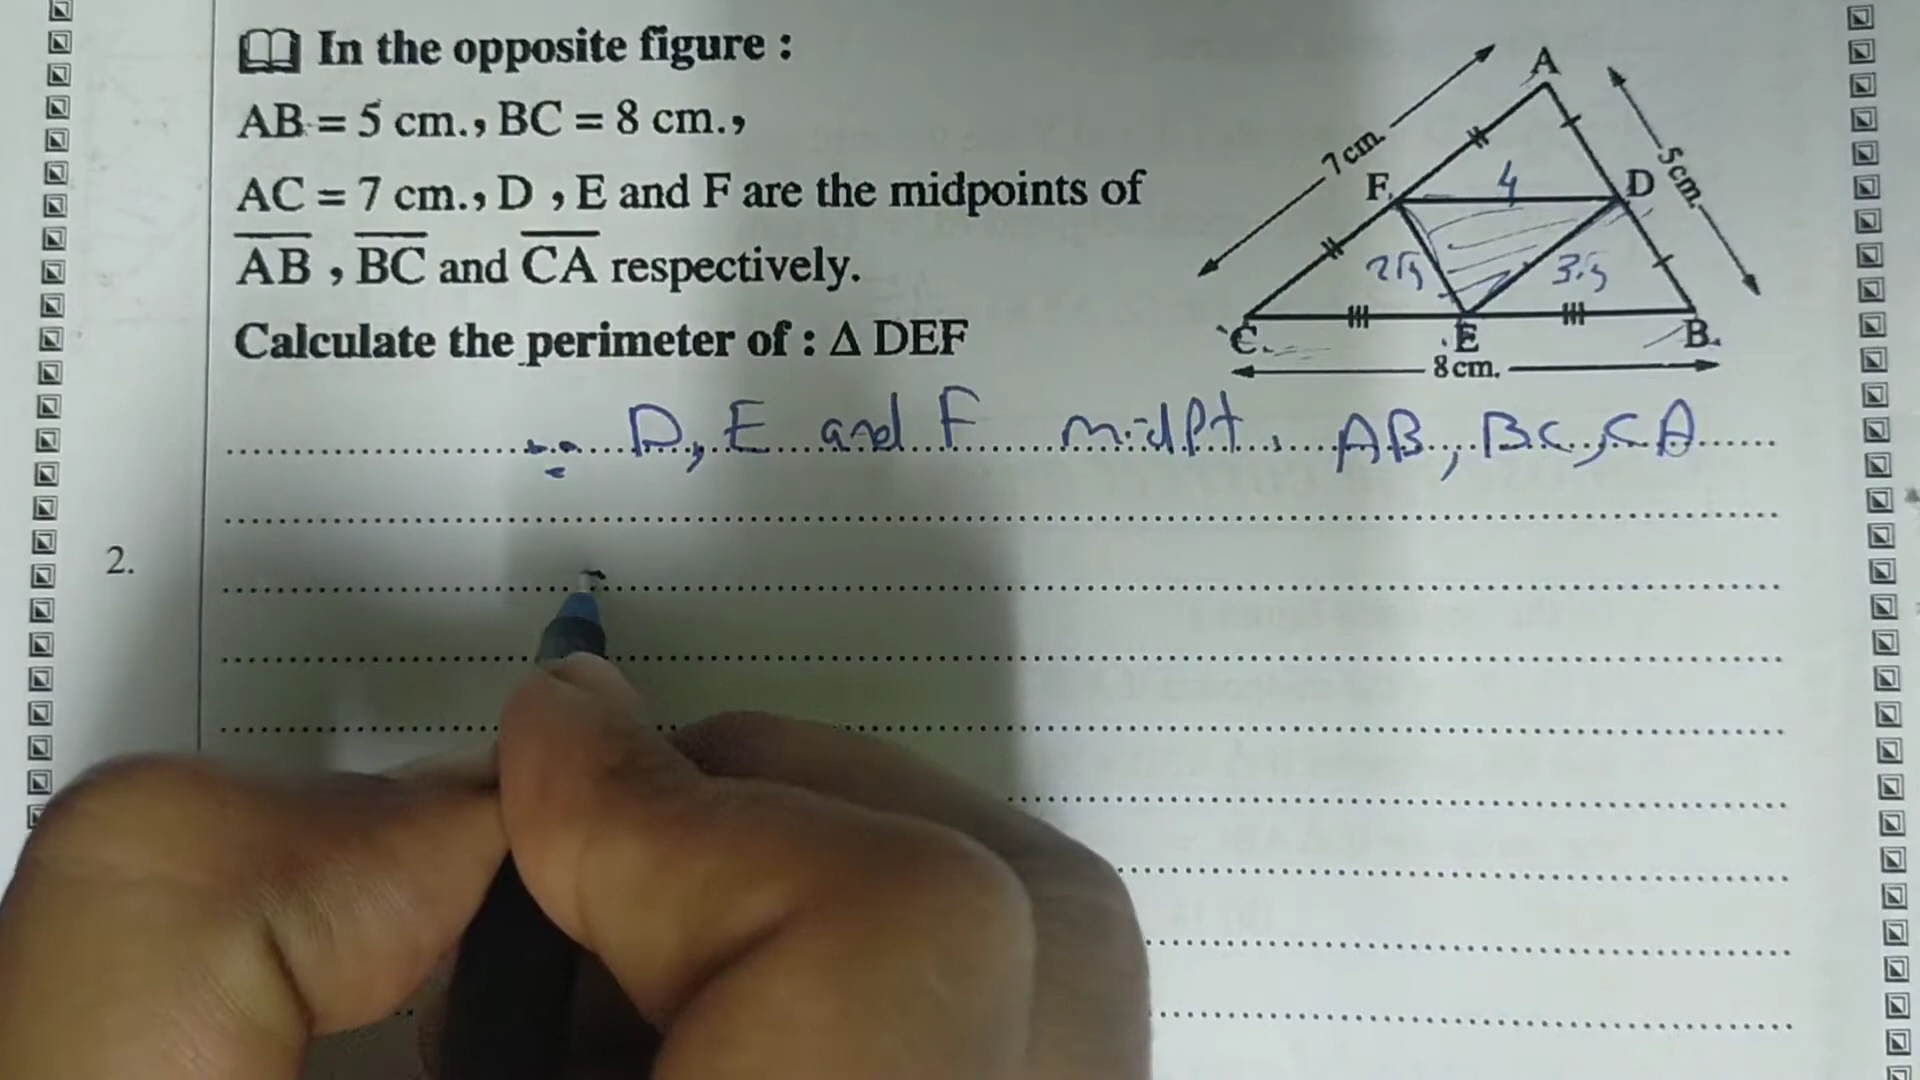 In the opposite figure :
AB = 5 cm., BC = 8 cm.,
AC = 7 cm., D , E and F are the midpoints of
AB , BC and CA respectively.
Calculate the perimeter of : Δ DEF
A
7 cm.
5 cm.
F
4
D
2,5
3,5
C
E
B
8 cm.
∵ D, E and F midpt, AB, BC, CA
2.